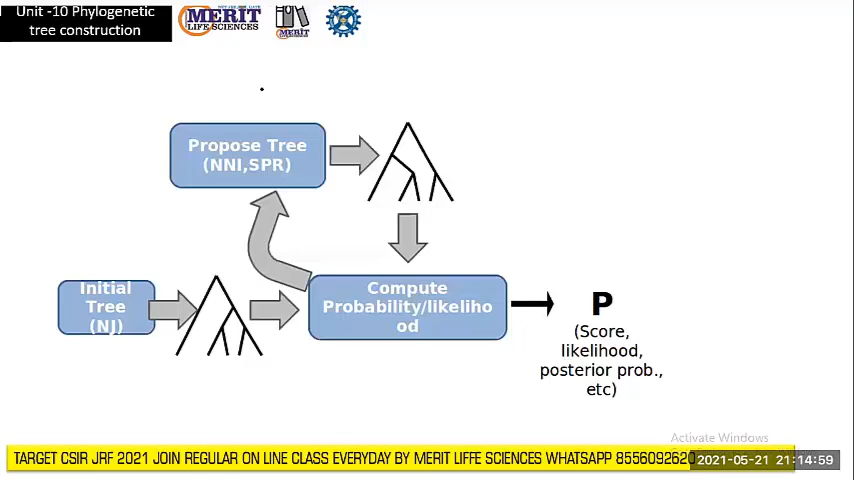 Unit -10 Phylogenetic
tree construction
MERIT
LIFE SCIENCES
MERIT
Propose Tree
(NNI,SPR)
Initial
Tree
(NJ)
Compute
Probability/likeliho
od
P
(Score,
likelihood,
posterior prob.,
etc)
Activate Windows
TARGET CSIR JRF 2021 JOIN REGULAR ON LINE CLASS EVERYDAY BY MERIT LIFFE SCIENCES WHATSAPP 8556092620
2021-05-21 21:14:59